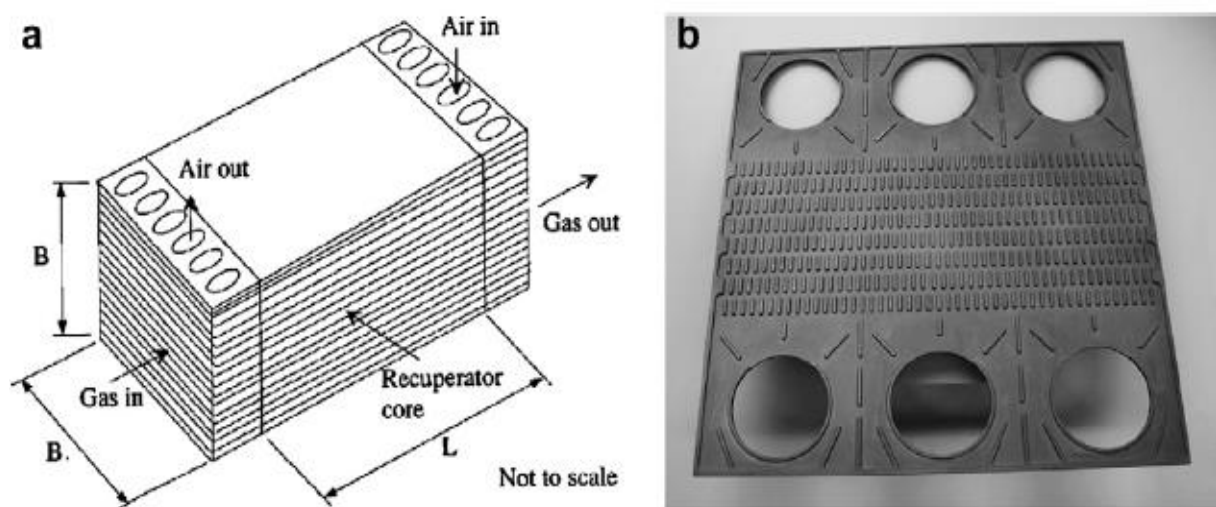 a
Air in
Air out
B
Gas out
Gas in
Recuperator
core
B.
L
Not to scale
b